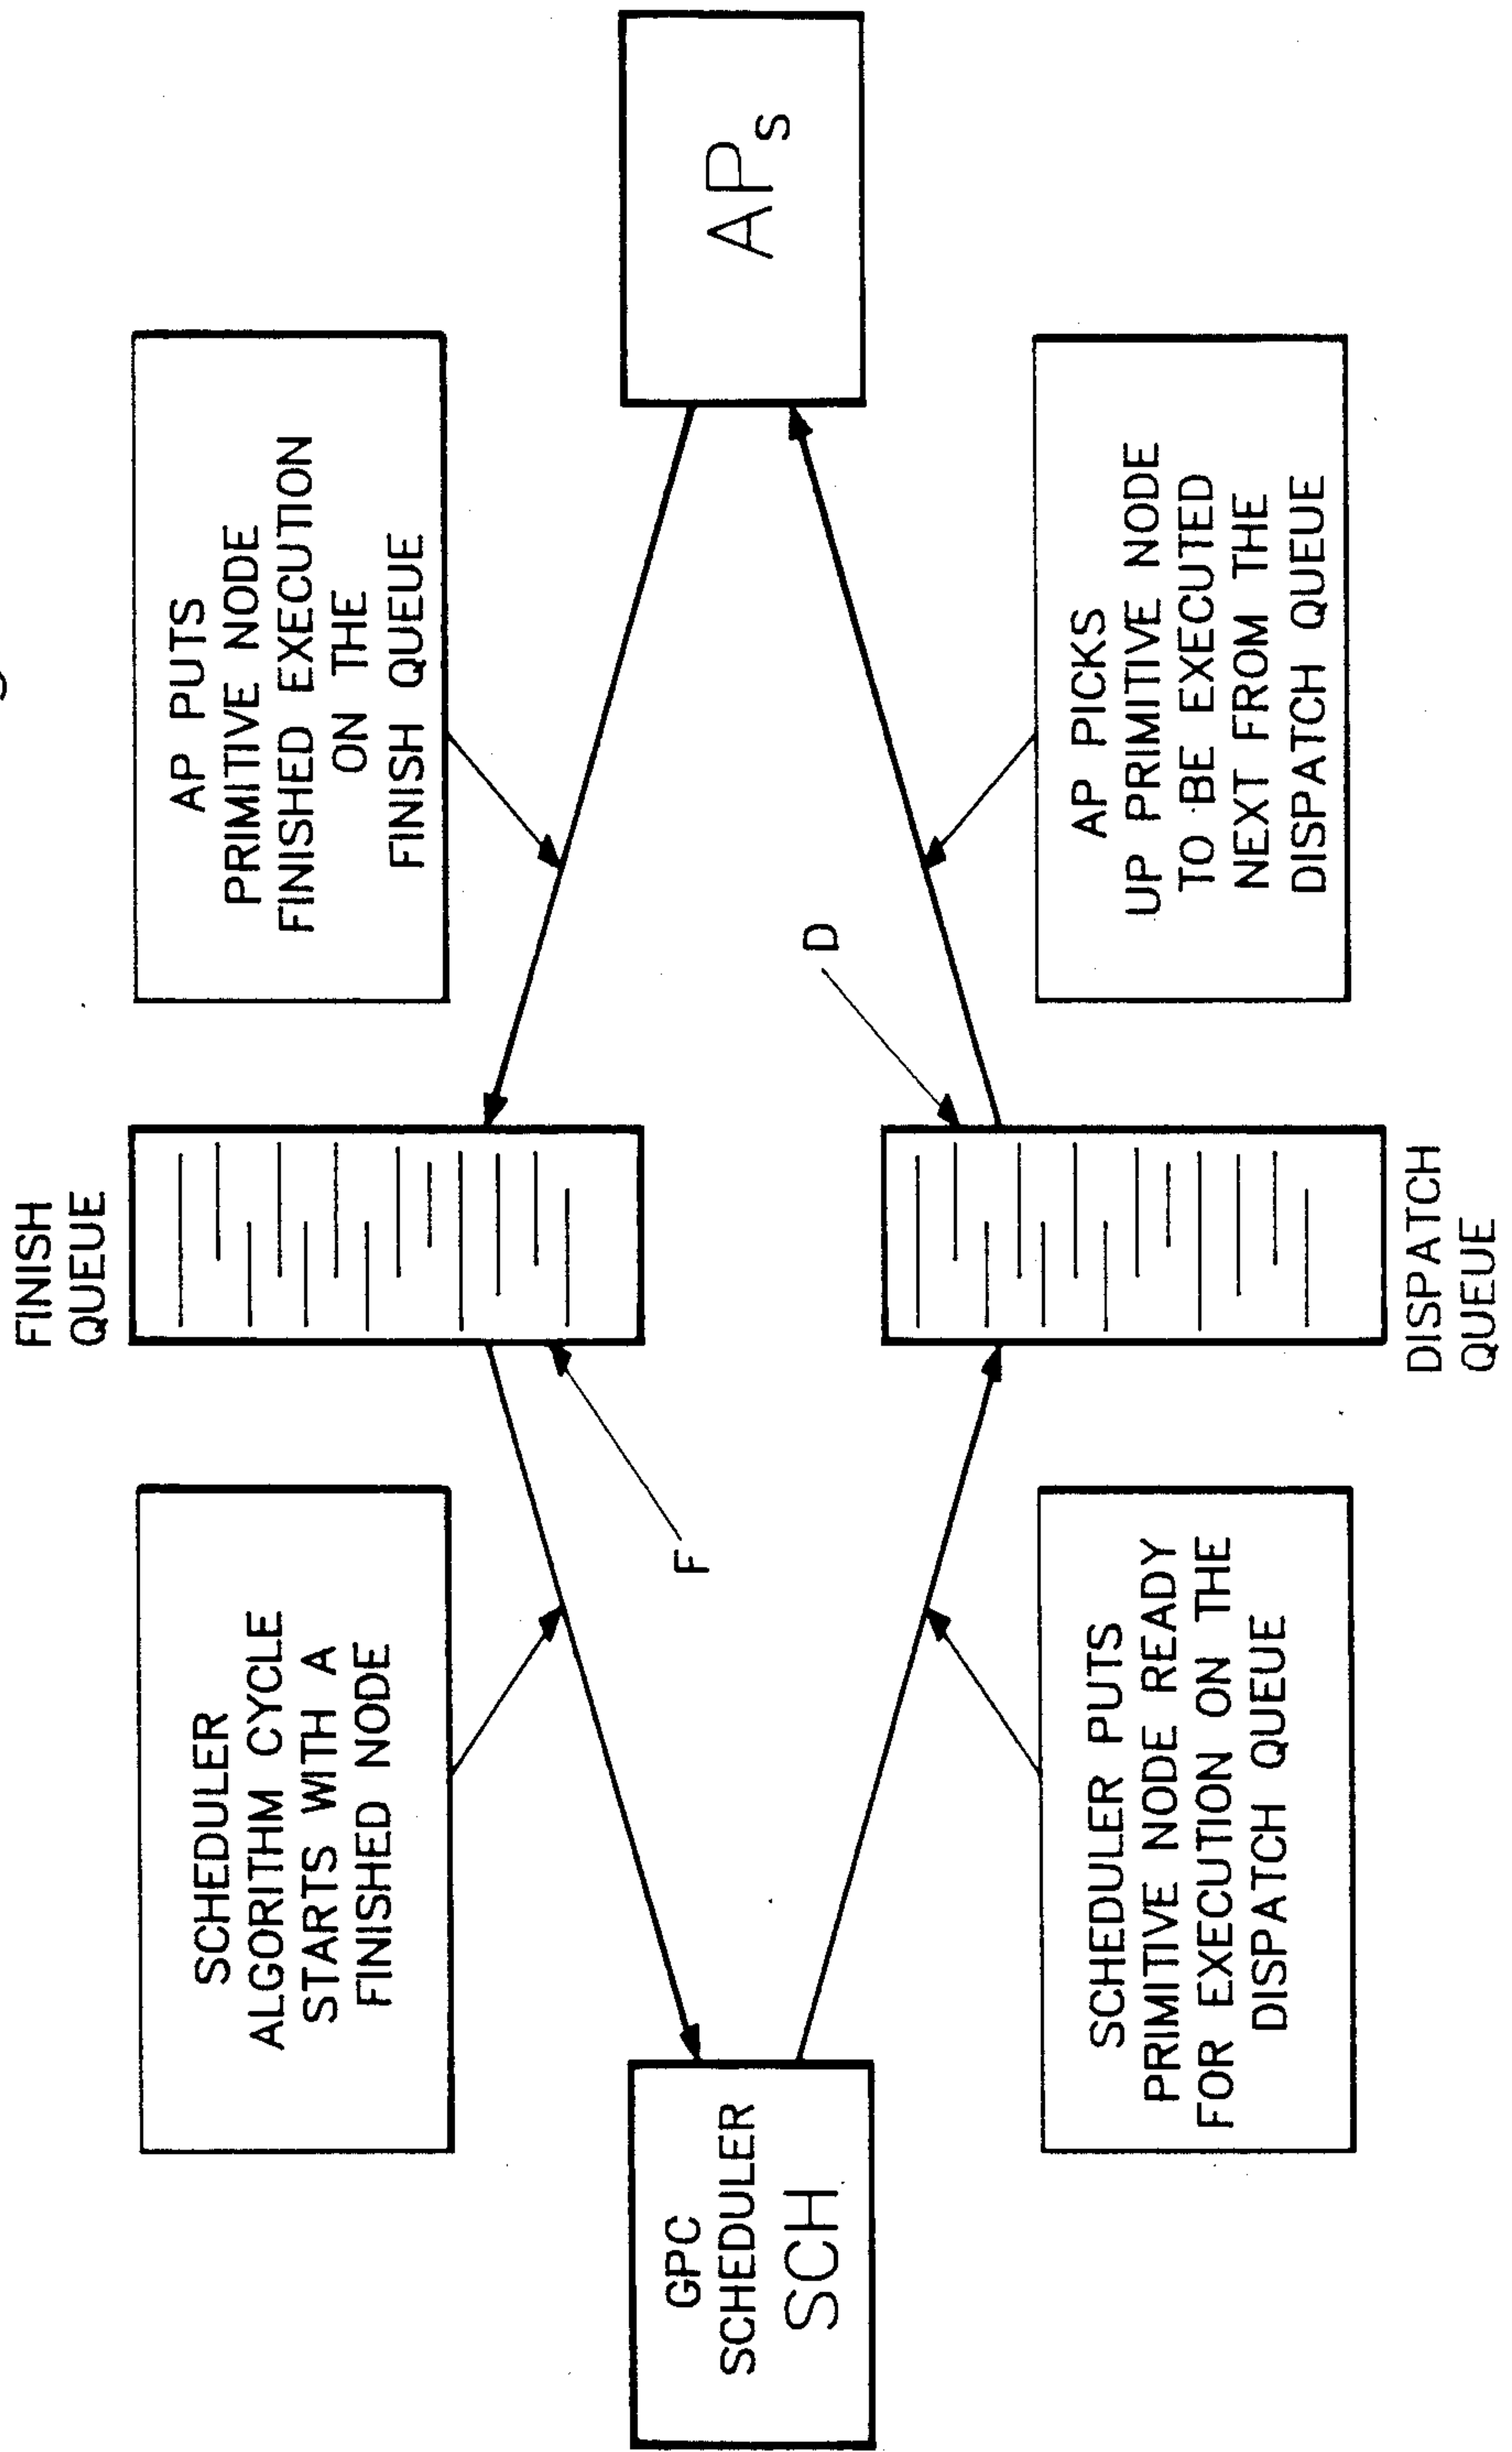 FINISH
QUEUE
SCHEDULER
ALGORITHM CYCLE
STARTS WITH A
FINISHED NODE
AP PUTS
PRIMITIVE NODE
FINISHED EXECUTION
ON THE
FINISH QUEUE
F
D
GPC
SCHEDULER
SCH
APs
SCHEDULER PUTS
PRIMITIVE NODE READY
FOR EXECUTION ON THE
DISPATCH QUEUE
AP PICKS
UP PRIMITIVE NODE
TO BE EXECUTED
NEXT FROM THE
DISPATCH QUEUE
DISPATCH
QUEUE